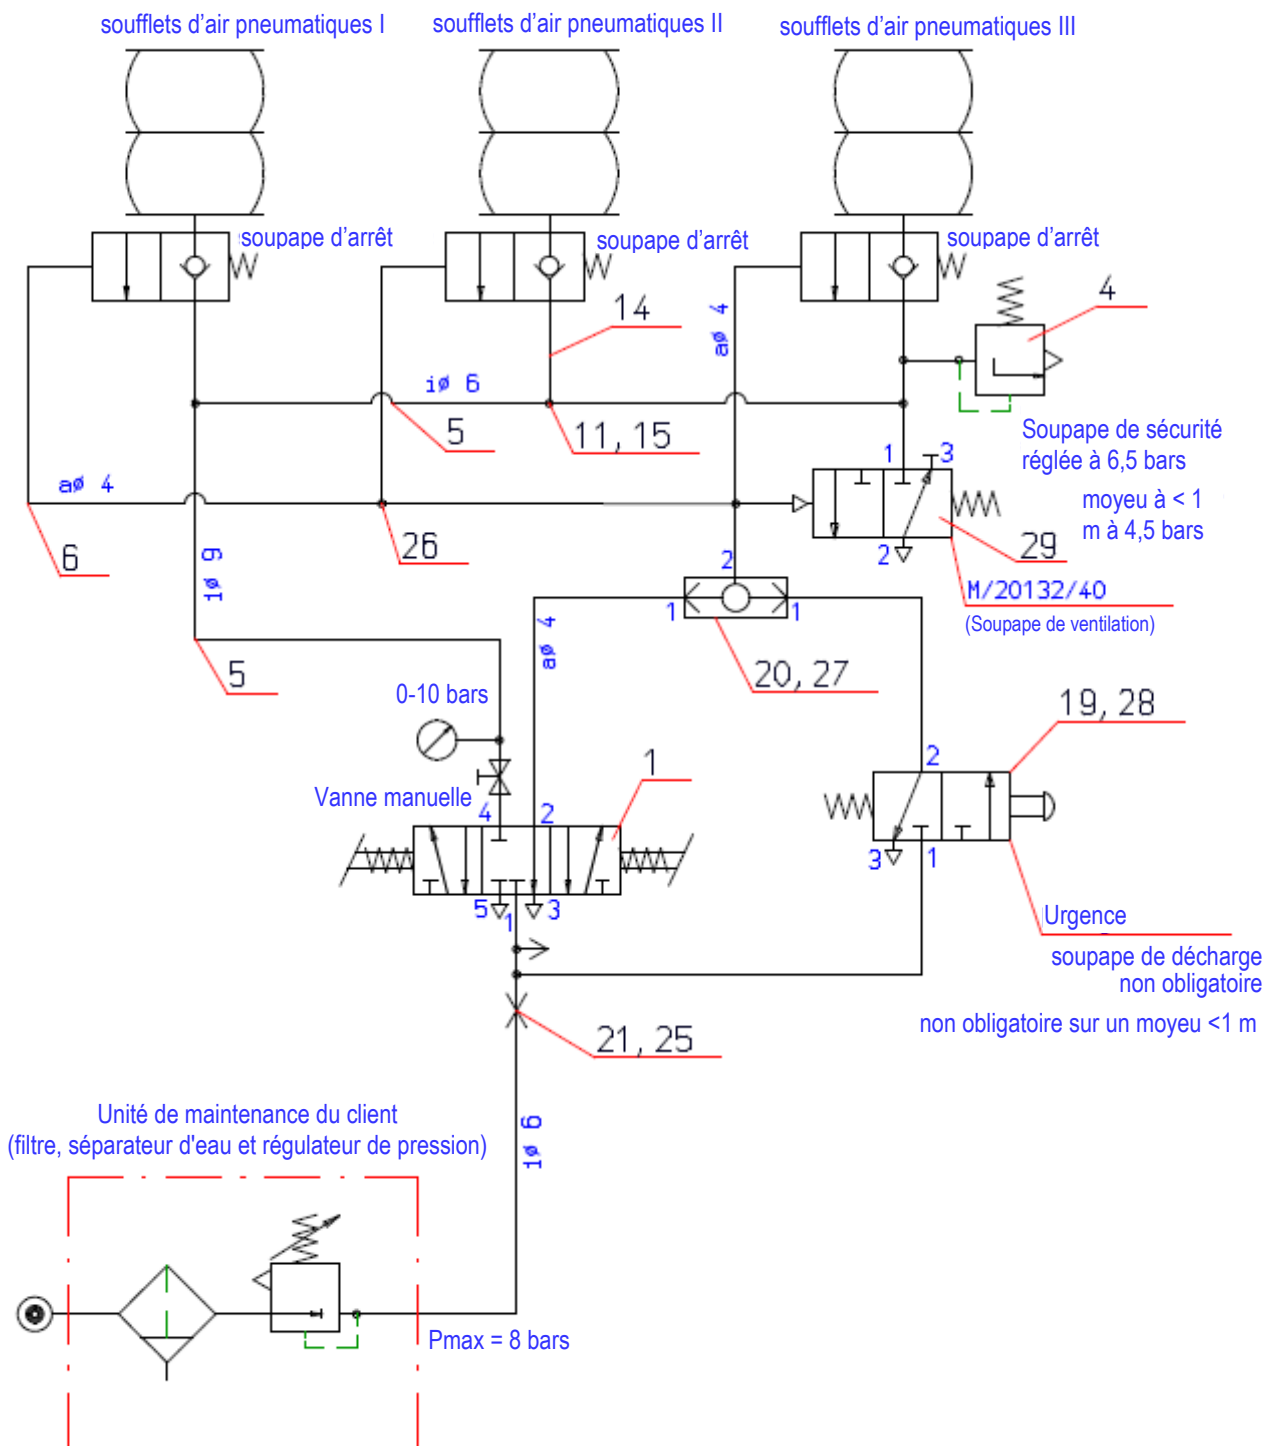 soufflets d'air pneumatiques I
soufflets d'air pneumatiques II
soufflets d'air pneumatiques III
soupape d'arrêt
soupape d'arrêt
soupape d'arrêt
14
4
aø 4
iø 6
5
11, 15
Soupape de sécurité
réglée à 6,5 bars
moyeu à < 1
m à 4,5 bars
1
3
aø 4
6
26
2
29
iø 6
2
1
1
M/20132/40
(Soupape de ventilation)
aø 4
5
20, 27
0-10 bars
19, 28
1
2
Vanne manuelle
4
2
3
1
5
1
3
Urgence
soupape de décharge
non obligatoire
non obligatoire sur un moyeu <1 m
21, 25
Unité de maintenance du client
(filtre, séparateur d'eau et régulateur de pression)
iø 6
Pmax = 8 bars